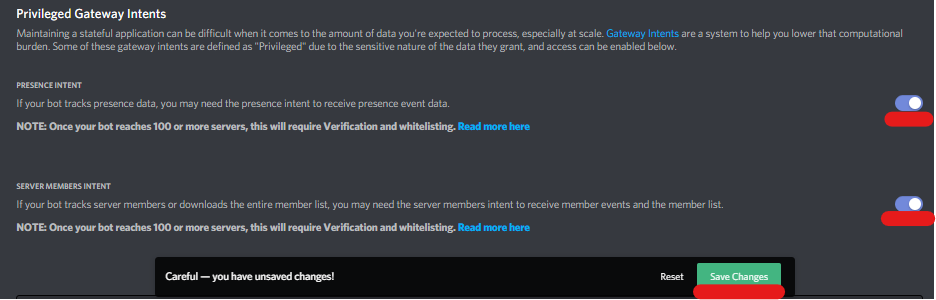 Privileged Gateway Intents
Maintaining a stateful application can be difficult when it comes to the amount of data you're expected to process, especially at scale. Gateway Intents are a system to help you lower that computational
burden. Some of these gateway intents are defined as "Privileged" due to the sensitive nature of the data they grant, and access can be enabled below.
PRESENCE INTENT
If your bot tracks presence data, you may need the presence intent to receive presence event data.
NOTE: Once your bot reaches 100 or more servers, this will require Verification and whitelisting. Read more here
SERVER MEMBERS INTENT
If your bot tracks server members or downloads the entire member list, you may need the server members intent to receive member events and the member list.
NOTE: Once your bot reaches 100 or more servers, this will require Verification and whitelisting. Read more here
Careful — you have unsaved changes! Reset Save Changes